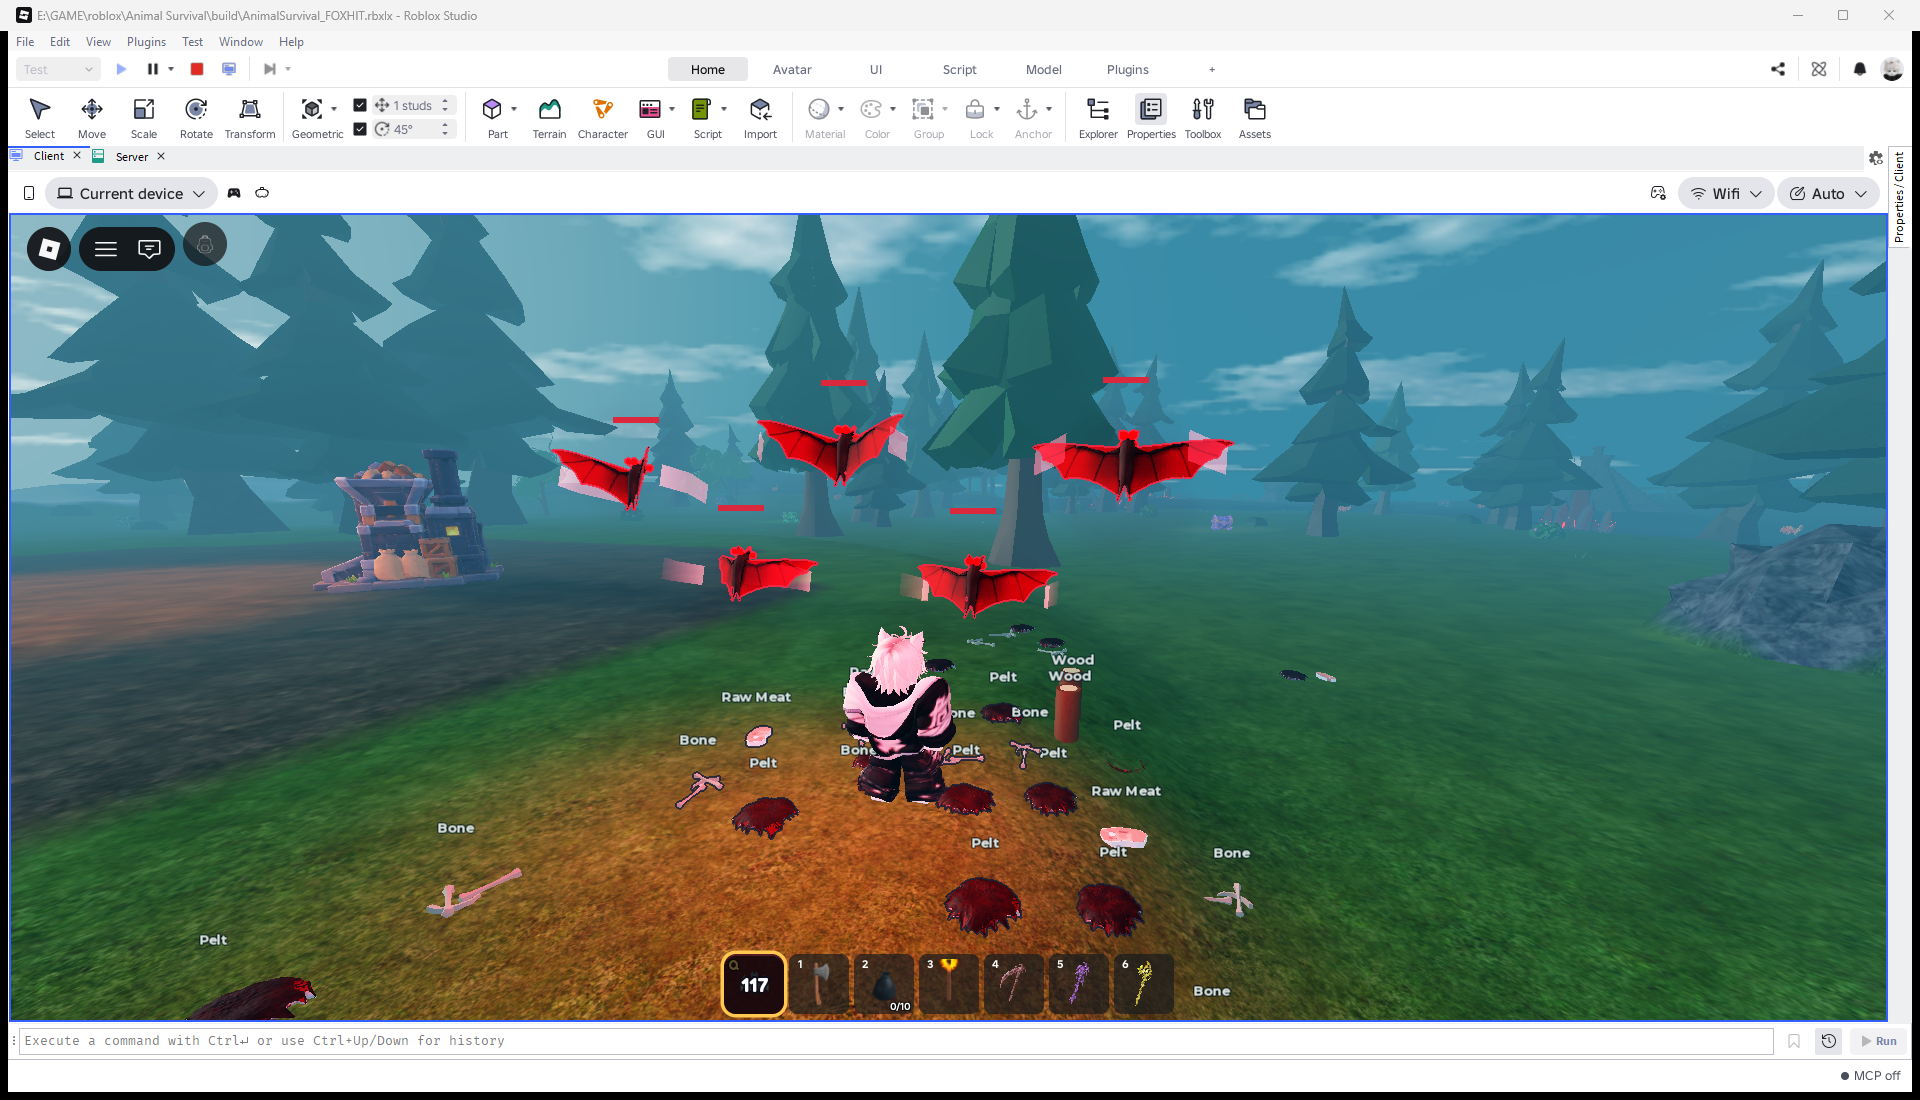 E:\GAME\roblox\Animal Survival\build\AnimalSurvival_FOXHIT.rbxlx - Roblox Studio
File Edit View Plugins Test Window Help
Test
Home Avatar UI Script Model Plugins +
1 studs
45°
Select Move Scale Rotate Transform Geometric Part Terrain Character GUI Script Import Material Color Group Lock Anchor Explorer Properties Toolbox Assets
Client Server
Properties / Client
Current device
Wifi Auto
Wood
Pelt
Wood
Raw Meat
Bone
Pelt
Bone
Bone
Pelt
Pelt
Pelt
Raw Meat
Bone
Pelt
Pelt
Bone
Pelt
Bone
Q
117
1
2
0/10
3
4
5
6
Execute a command with Ctrl↵ or use Ctrl+Up/Down for history
Run
MCP off